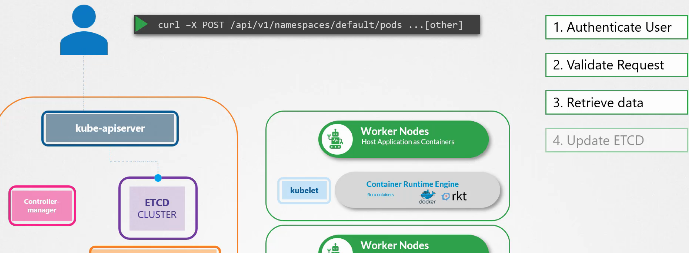 curl -X POST /api/v1/namespaces/default/pods ...[other]
1. Authenticate User
2. Validate Request
3. Retrieve data
4. Update ETCD
kube-apiserver
Controller-
manager
ETCD
CLUSTER
Worker Nodes
Host Application as Containers
kubelet
Container Runtime Engine
docker
rkt
Worker Nodes